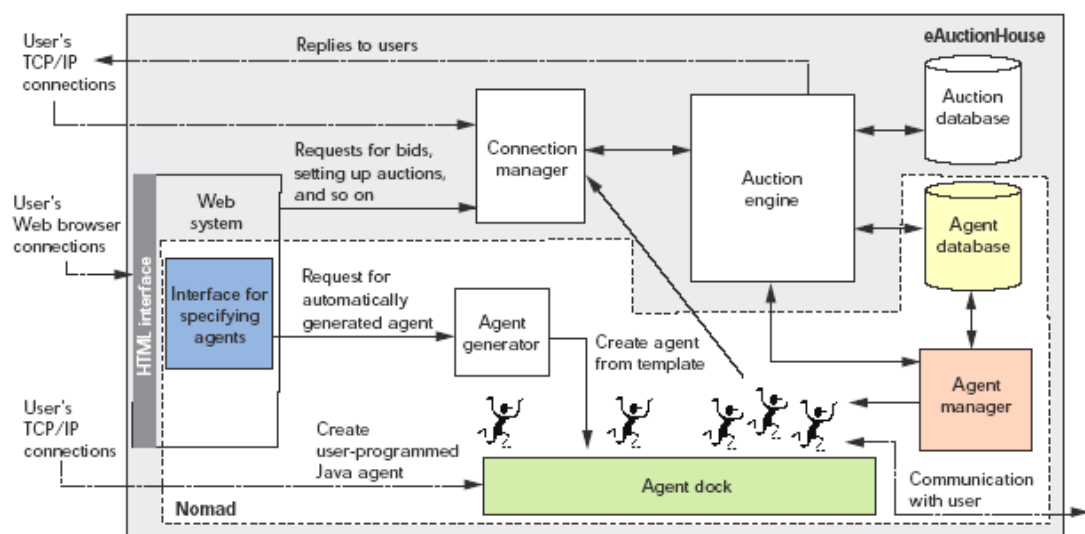 User's
TCP/IP
connections
Replies to users
eAuctionHouse
Auction
database
Connection
manager
Requests for bids,
setting up auctions,
and so on
Auction
engine
User's
Web browser
connections
HTML interface
Web
system
Agent
database
Interface for
specifying
agents
Request for
automatically
generated agent
Agent
generator
Create agent
from template
Agent
manager
User's
TCP/IP
connections
Create
user-programmed
Java agent
Agent dock
Communication
with user
Nomad